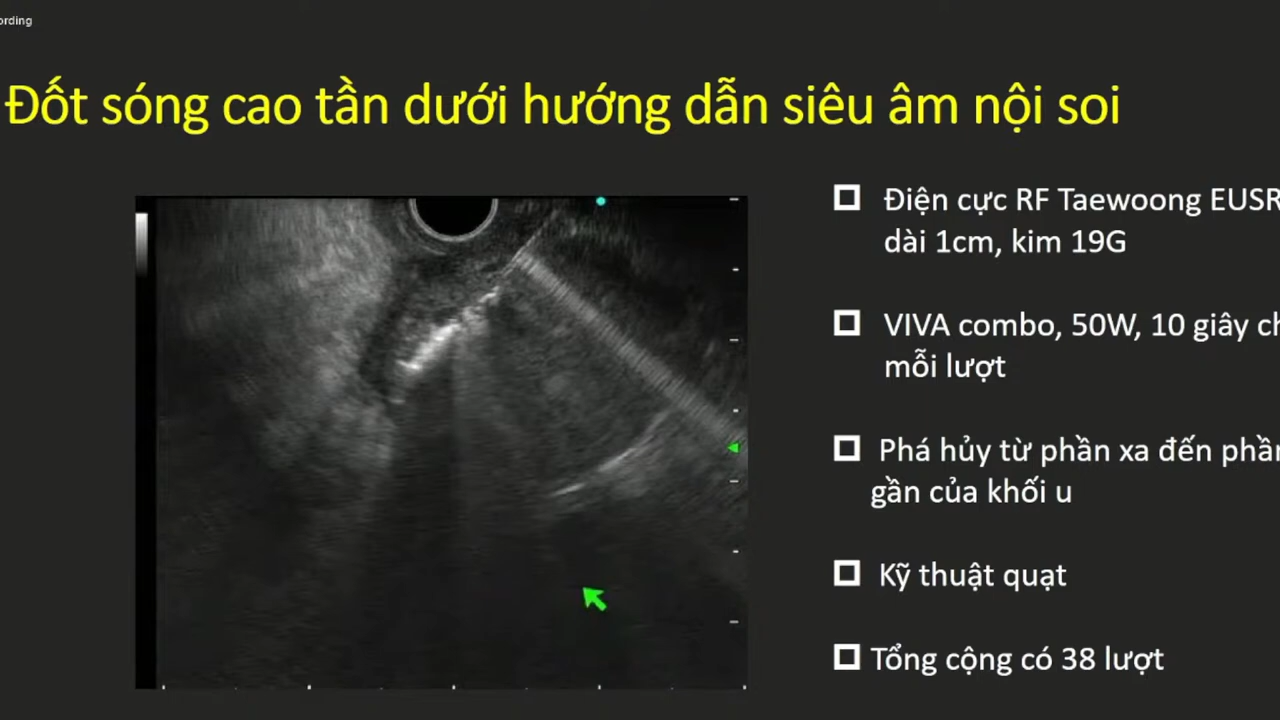 ording
Đốt sóng cao tần dưới hướng dẫn siêu âm nội soi
Điện cực RF Taewoong EUSR
dài 1cm, kim 19G
VIVA combo, 50W, 10 giây ch
mỗi lượt
Phá hủy từ phần xa đến phần
gần của khối u
Kỹ thuật quạt
Tổng cộng có 38 lượt